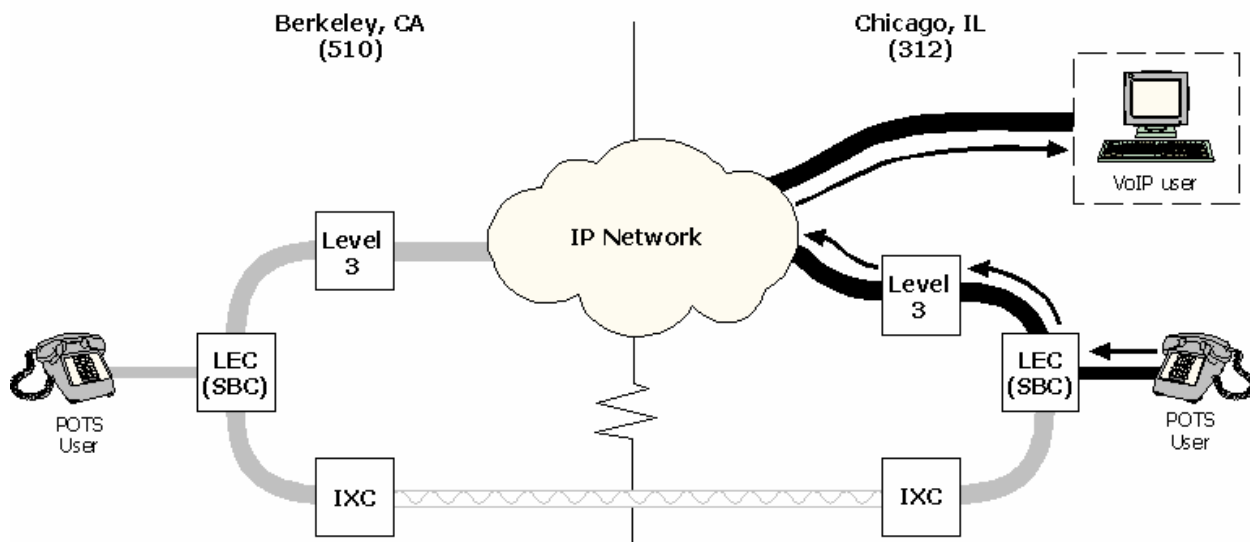 Berkeley, CA
(510)
Chicago, IL
(312)
VoIP user
IP Network
Level
3
Level
3
LEC
(SBC)
LEC
(SBC)
POTS
User
POTS
User
IXC
IXC